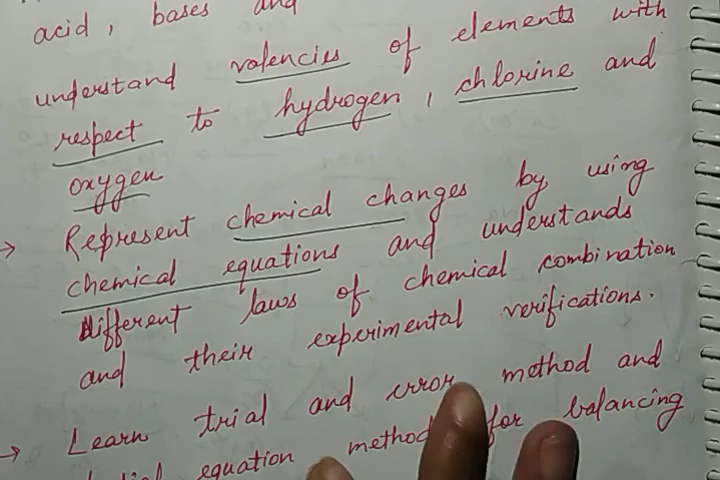 acid, bases and
understand valencies of elements with
respect to hydrogen, chlorine and
oxygen
→ Represent chemical changes by using
chemical equations and understands
different laws of chemical combination
and their experimental verifications.
→ Learn trial and error method and
equation method for balancing